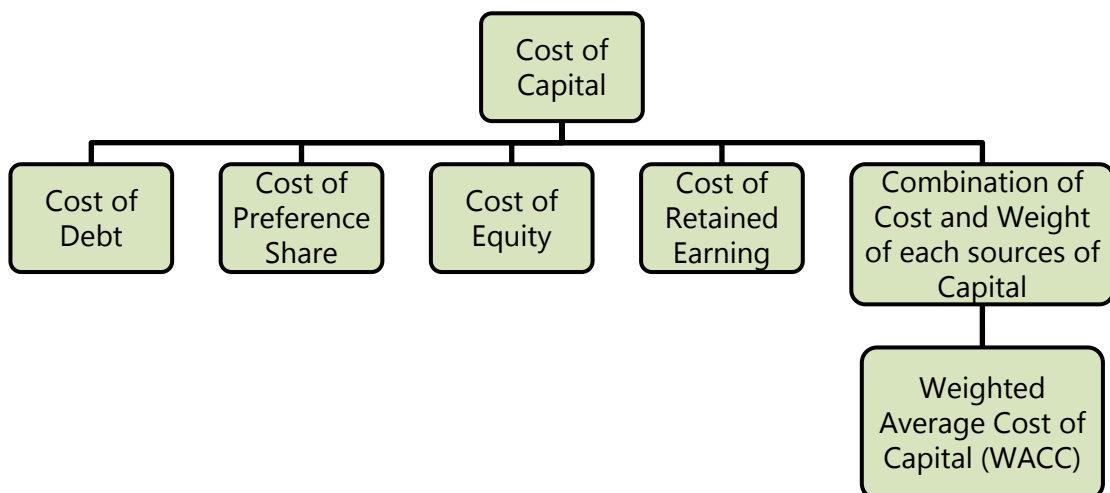 Cost of
Capital
Cost of
Debt
Cost of
Preference
Share
Cost of
Equity
Cost of
Retained
Earning
Combination of
Cost and Weight
of each sources of
Capital
Weighted
Average Cost of
Capital (WACC)